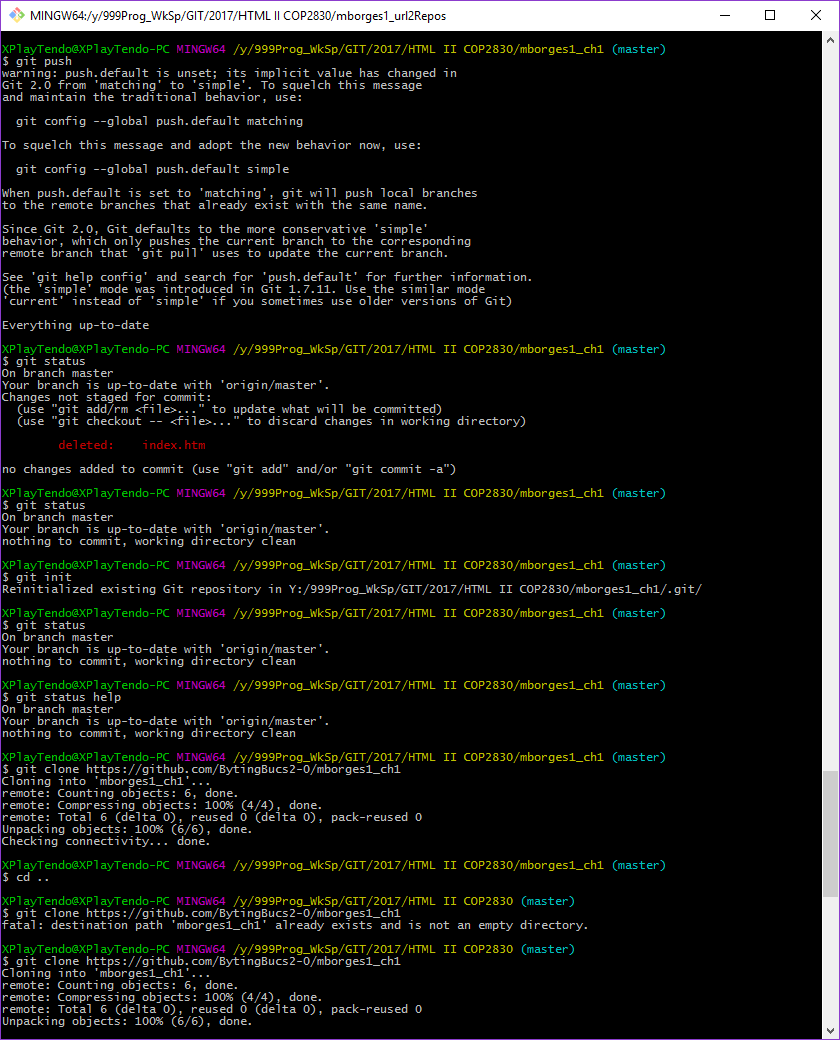 MINGW64:/y/999Prog_WkSp/GIT/2017/HTML II COP2830/mborges1_url2Repos
XPlayTendo@XPlayTendo-PC MINGW64 /y/999Prog_WkSp/GIT/2017/HTML II COP2830/mborges1_ch1 (master)
$ git push
warning: push.default is unset; its implicit value has changed in
Git 2.0 from 'matching' to 'simple'. To squelch this message
and maintain the traditional behavior, use:
  git config --global push.default matching
To squelch this message and adopt the new behavior now, use:
  git config --global push.default simple
When push.default is set to 'matching', git will push local branches
to the remote branches that already exist with the same name.
Since Git 2.0, Git defaults to the more conservative 'simple'
behavior, which only pushes the current branch to the corresponding
remote branch that 'git pull' uses to update the current branch.
See 'git help config' and search for 'push.default' for further information.
(the 'simple' mode was introduced in Git 1.7.11. Use the similar mode
'current' instead of 'simple' if you sometimes use older versions of Git)
Everything up-to-date
XPlayTendo@XPlayTendo-PC MINGW64 /y/999Prog_WkSp/GIT/2017/HTML II COP2830/mborges1_ch1 (master)
$ git status
On branch master
Your branch is up-to-date with 'origin/master'.
Changes not staged for commit:
  (use "git add/rm <file>..." to update what will be committed)
  (use "git checkout -- <file>..." to discard changes in working directory)
        deleted:    index.htm
no changes added to commit (use "git add" and/or "git commit -a")
XPlayTendo@XPlayTendo-PC MINGW64 /y/999Prog_WkSp/GIT/2017/HTML II COP2830/mborges1_ch1 (master)
$ git status
On branch master
Your branch is up-to-date with 'origin/master'.
nothing to commit, working directory clean
XPlayTendo@XPlayTendo-PC MINGW64 /y/999Prog_WkSp/GIT/2017/HTML II COP2830/mborges1_ch1 (master)
$ git init
Reinitialized existing Git repository in Y:/999Prog_WkSp/GIT/2017/HTML II COP2830/mborges1_ch1/.git/
XPlayTendo@XPlayTendo-PC MINGW64 /y/999Prog_WkSp/GIT/2017/HTML II COP2830/mborges1_ch1 (master)
$ git status
On branch master
Your branch is up-to-date with 'origin/master'.
nothing to commit, working directory clean
XPlayTendo@XPlayTendo-PC MINGW64 /y/999Prog_WkSp/GIT/2017/HTML II COP2830/mborges1_ch1 (master)
$ git status help
On branch master
Your branch is up-to-date with 'origin/master'.
nothing to commit, working directory clean
XPlayTendo@XPlayTendo-PC MINGW64 /y/999Prog_WkSp/GIT/2017/HTML II COP2830/mborges1_ch1 (master)
$ git clone https://github.com/BytingBucs2-0/mborges1_ch1
Cloning into 'mborges1_ch1'...
remote: Counting objects: 6, done.
remote: Compressing objects: 100% (4/4), done.
remote: Total 6 (delta 0), reused 0 (delta 0), pack-reused 0
Unpacking objects: 100% (6/6), done.
Checking connectivity... done.
XPlayTendo@XPlayTendo-PC MINGW64 /y/999Prog_WkSp/GIT/2017/HTML II COP2830/mborges1_ch1 (master)
$ cd ..
XPlayTendo@XPlayTendo-PC MINGW64 /y/999Prog_WkSp/GIT/2017/HTML II COP2830 (master)
$ git clone https://github.com/BytingBucs2-0/mborges1_ch1
fatal: destination path 'mborges1_ch1' already exists and is not an empty directory.
XPlayTendo@XPlayTendo-PC MINGW64 /y/999Prog_WkSp/GIT/2017/HTML II COP2830 (master)
$ git clone https://github.com/BytingBucs2-0/mborges1_ch1
Cloning into 'mborges1_ch1'...
remote: Counting objects: 6, done.
remote: Compressing objects: 100% (4/4), done.
remote: Total 6 (delta 0), reused 0 (delta 0), pack-reused 0
Unpacking objects: 100% (6/6), done.